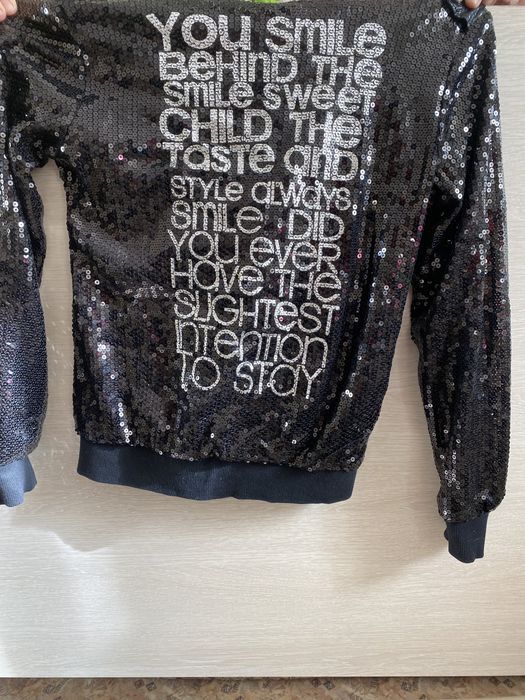 YOU SMILE
BEHIND THE
SMILE SWEET
CHILD THE
TASTE AND
STYLE ALWAYS
SMILE DID
YOU EVER
HAVE THE
SLIGHTEST
INTENTION
TO STAY